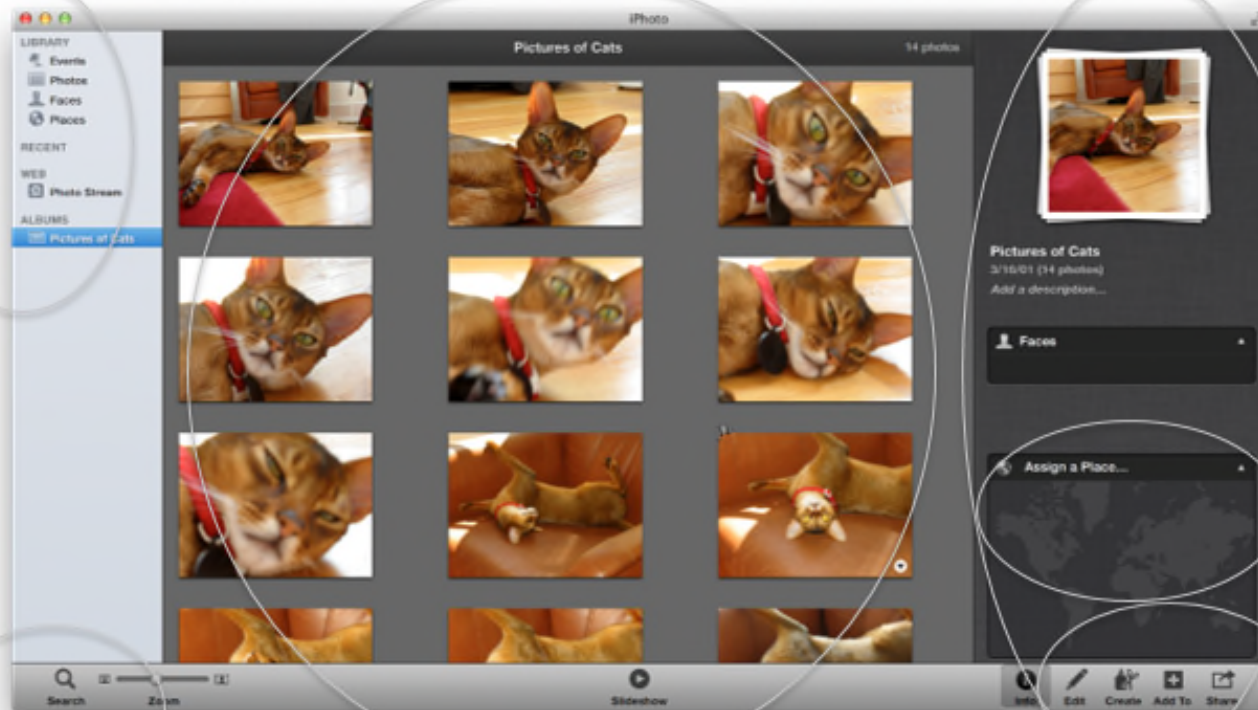 iPhoto
LIBRARY
Events
Photos
Faces
Places
RECENT
WEB
Photo Stream
ALBUMS
Pictures of Cats
Pictures of Cats
14 photos
Pictures of Cats
3/16/01 (14 photos)
Add a description...
Faces
Assign a Place...
Search
Zoom
Slideshow
Info
Edit
Create
Add To
Share